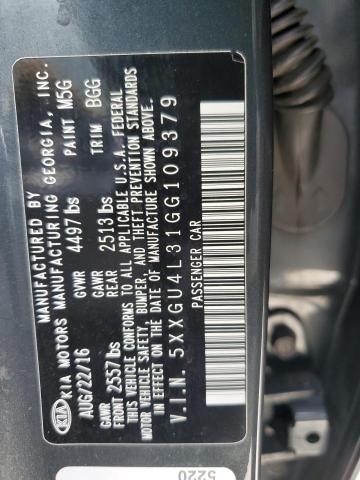 MANUFACTURED BY
KIA KIA MOTORS MANUFACTURING GEORGIA, INC.
AUG/22/16 GVWR 4497 lbs PAINT M5G
GAWR FRONT 2557 lbs GAWR REAR 2513 lbs TRIM BGG
THIS VEHICLE CONFORMS TO ALL APPLICABLE U.S.A. FEDERAL
MOTOR VEHICLE SAFETY, BUMPER, AND THEFT PREVENTION STANDARDS
IN EFFECT ON THE DATE OF MANUFACTURE SHOWN ABOVE.
V.I.N. 5XXGU4L31GG109379
PASSENGER CAR
5220